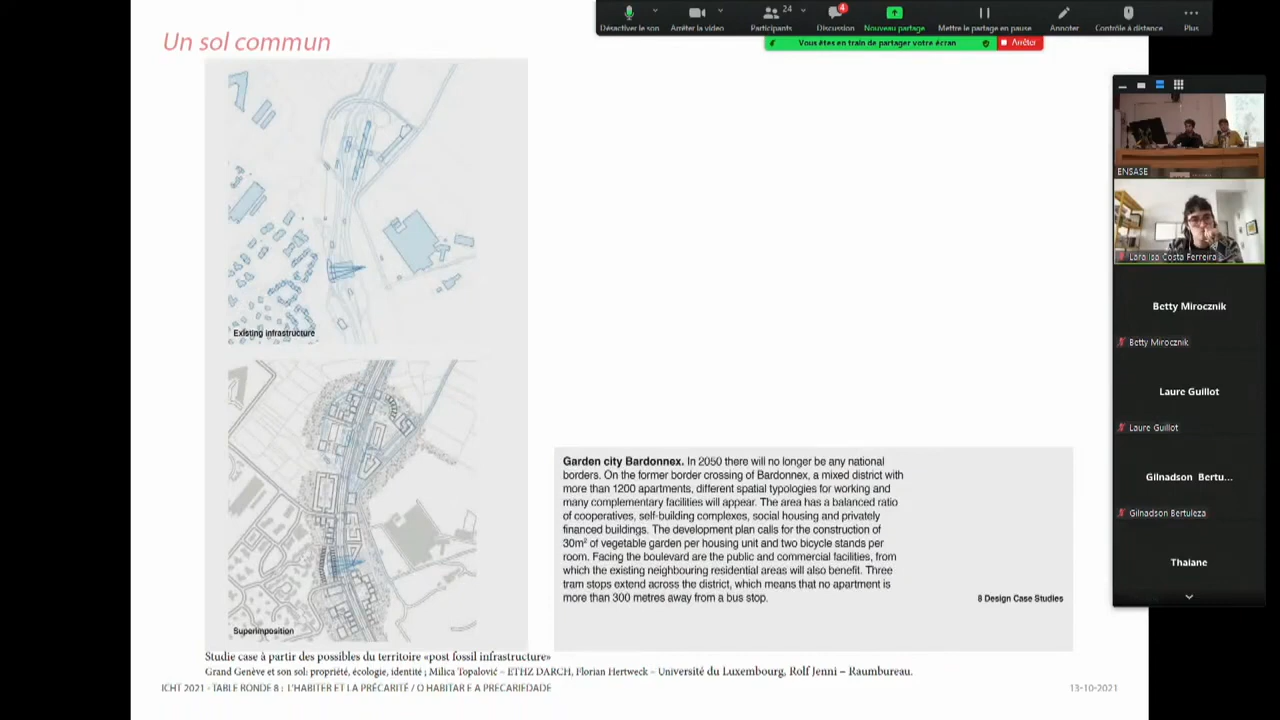 Un sol commun
Désactiver le son
Arrêter la vidéo
24
Participants
4
Discussion
Nouveau partage
Mettre le partage en pause
Annoter
Contrôle à distance
Plus
Vous êtes en train de partager votre écran
Arrêter
Existing infrastructure
Superimposition
Garden city Bardonnex. In 2050 there will no longer be any national
borders. On the former border crossing of Bardonnex, a mixed district with
more than 1200 apartments, different spatial typologies for working and
many complementary facilities will appear. The area has a balanced ratio
of cooperatives, self-building complexes, social housing and privately
financed buildings. The development plan calls for the construction of
30m² of vegetable garden per housing unit and two bicycle stands per
room. Facing the boulevard are the public and commercial facilities, from
which the existing neighbouring residential areas will also benefit. Three
tram stops extend across the district, which means that no apartment is
more than 300 metres away from a bus stop.
8 Design Case Studies
Studie case à partir des possibles du territoire «post fossil infrastructure»
Grand Genève et son sol: propriété, écologie, identité ; Milica Topalović – ETHZ DARCH, Florian Hertweck – Université du Luxembourg, Rolf Jenni – Raumbureau.
ICHT 2021 - TABLE RONDE 8 : L'HABITER ET LA PRÉCARITÉ / O HABITAR E A PRECARIEDADE
13-10-2021
ENSASE
Lara Isa Costa Ferreira
Betty Mirocznik
Betty Mirocznik
Laure Guillot
Laure Guillot
Gilnadson Bertu...
Gilnadson Bertuleza
Thaiane